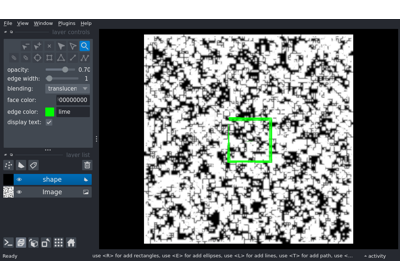 File View Window Plugins Help
layer controls
opacity: 0.70
edge width: 1
blending: translucen
face color: 00000000
edge color: lime
display text:
layer list
shape
Image
Ready use <R> for add rectangles, use <E> for add ellipses, use <L> for add lines, use <T> for add path, use <... activity